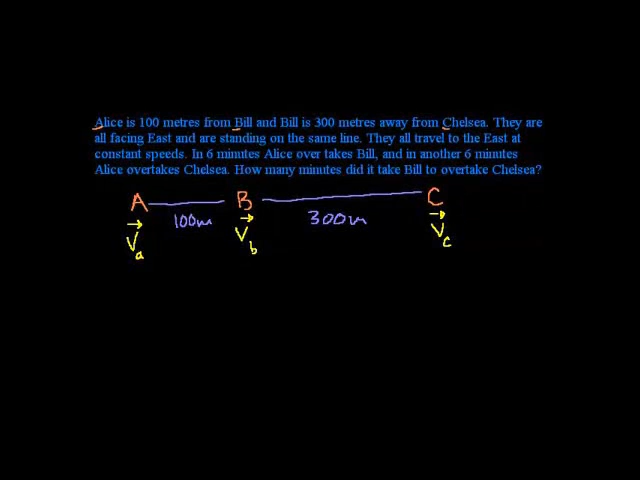 Alice is 100 metres from Bill and Bill is 300 metres away from Chelsea. They are
all facing East and are standing on the same line. They all travel to the East at
constant speeds. In 6 minutes Alice over takes Bill, and in another 6 minutes
Alice overtakes Chelsea. How many minutes did it take Bill to overtake Chelsea?
A B C
100m 300m
Va Vb Vc